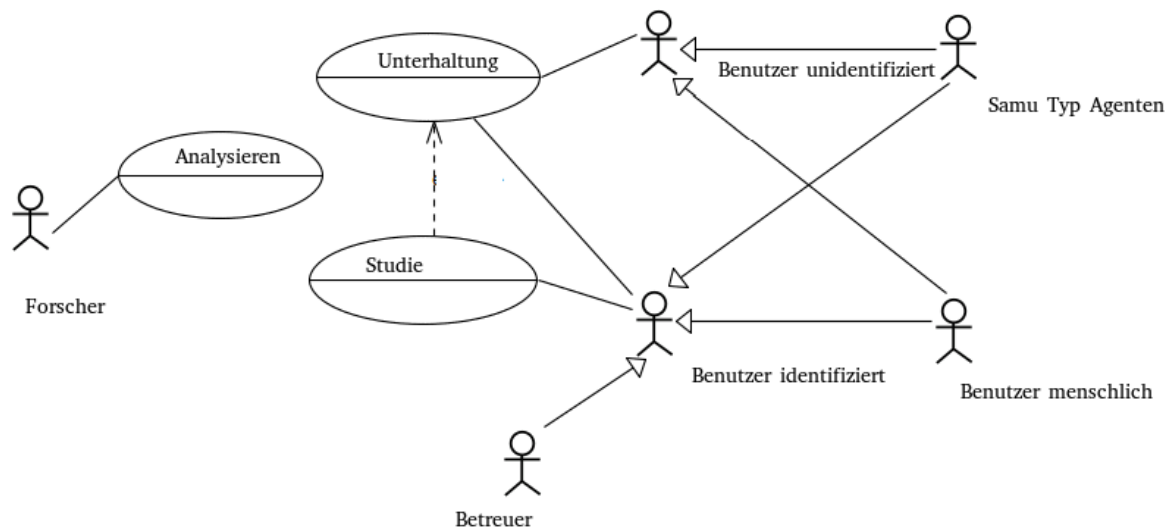 Unterhaltung
Benutzer unidentifiziert
Samu Typ Agenten
Analysieren
Studie
Forscher
Benutzer identifiziert
Benutzer menschlich
Betreuer